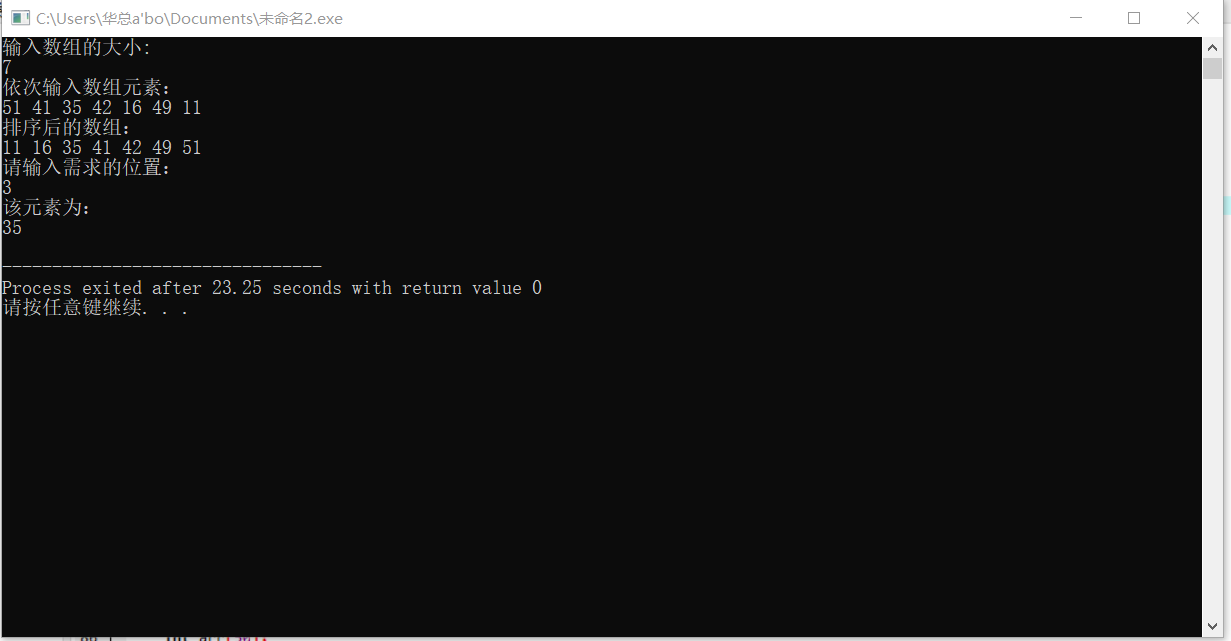 C:\Users\华总a'bo\Documents\未命名2.exe
输入数组的大小:
7
依次输入数组元素：
51 41 35 42 16 49 11
排序后的数组：
11 16 35 41 42 49 51
请输入需求的位置：
3
该元素为：
35
--------------------------------
Process exited after 23.25 seconds with return value 0
请按任意键继续. . .